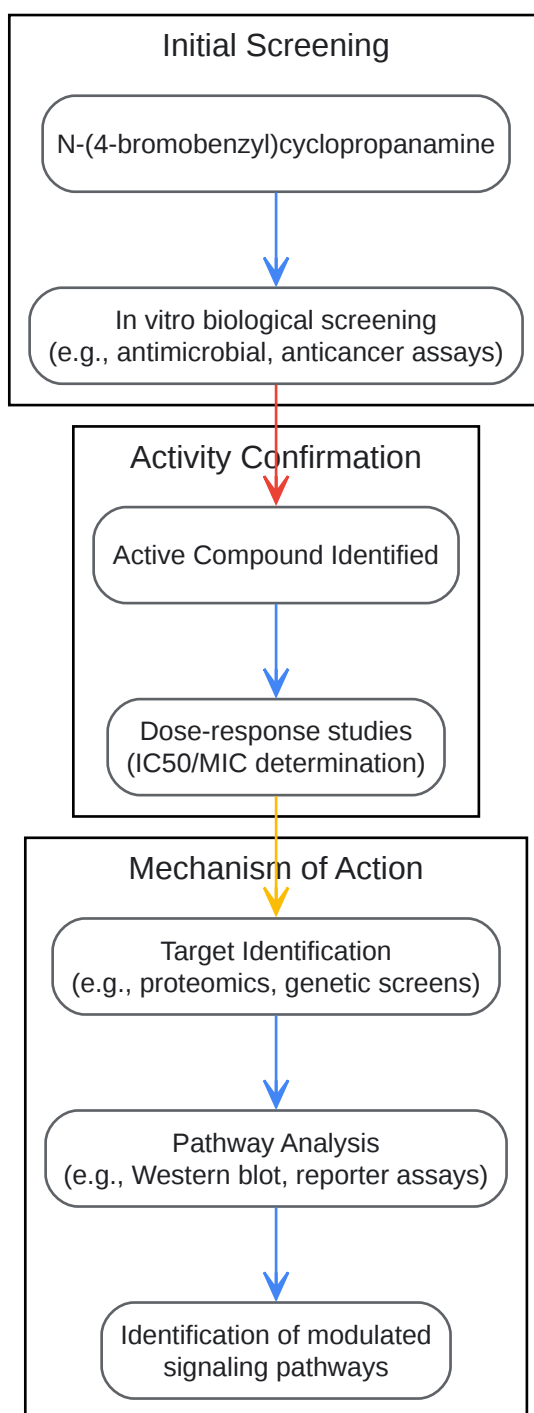 Initial Screening
N-(4-bromobenzyl)cyclopropanamine
In vitro biological screening
(e.g., antimicrobial, anticancer assays)
Activity Confirmation
Active Compound Identified
Dose-response studies
(IC50/MIC determination)
Mechanism of Action
Target Identification
(e.g., proteomics, genetic screens)
Pathway Analysis
(e.g., Western blot, reporter assays)
Identification of modulated
signaling pathways